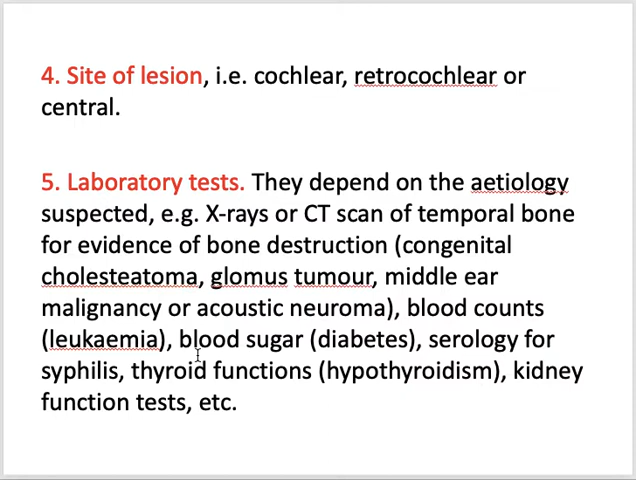 4. Site of lesion, i.e. cochlear, retrocochlear or
central.
5. Laboratory tests. They depend on the aetiology
suspected, e.g. X-rays or CT scan of temporal bone
for evidence of bone destruction (congenital
cholesteatoma, glomus tumour, middle ear
malignancy or acoustic neuroma), blood counts
(leukaemia), blood sugar (diabetes), serology for
syphilis, thyroid functions (hypothyroidism), kidney
function tests, etc.